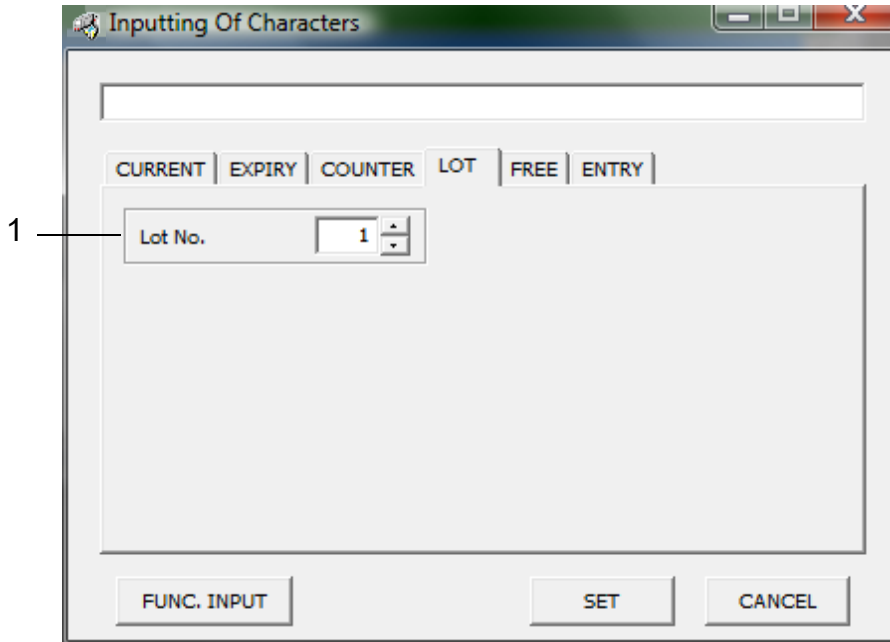 Inputting Of Characters
CURRENT EXPIRY COUNTER LOT FREE ENTRY
1 Lot No. 1
FUNC. INPUT SET CANCEL